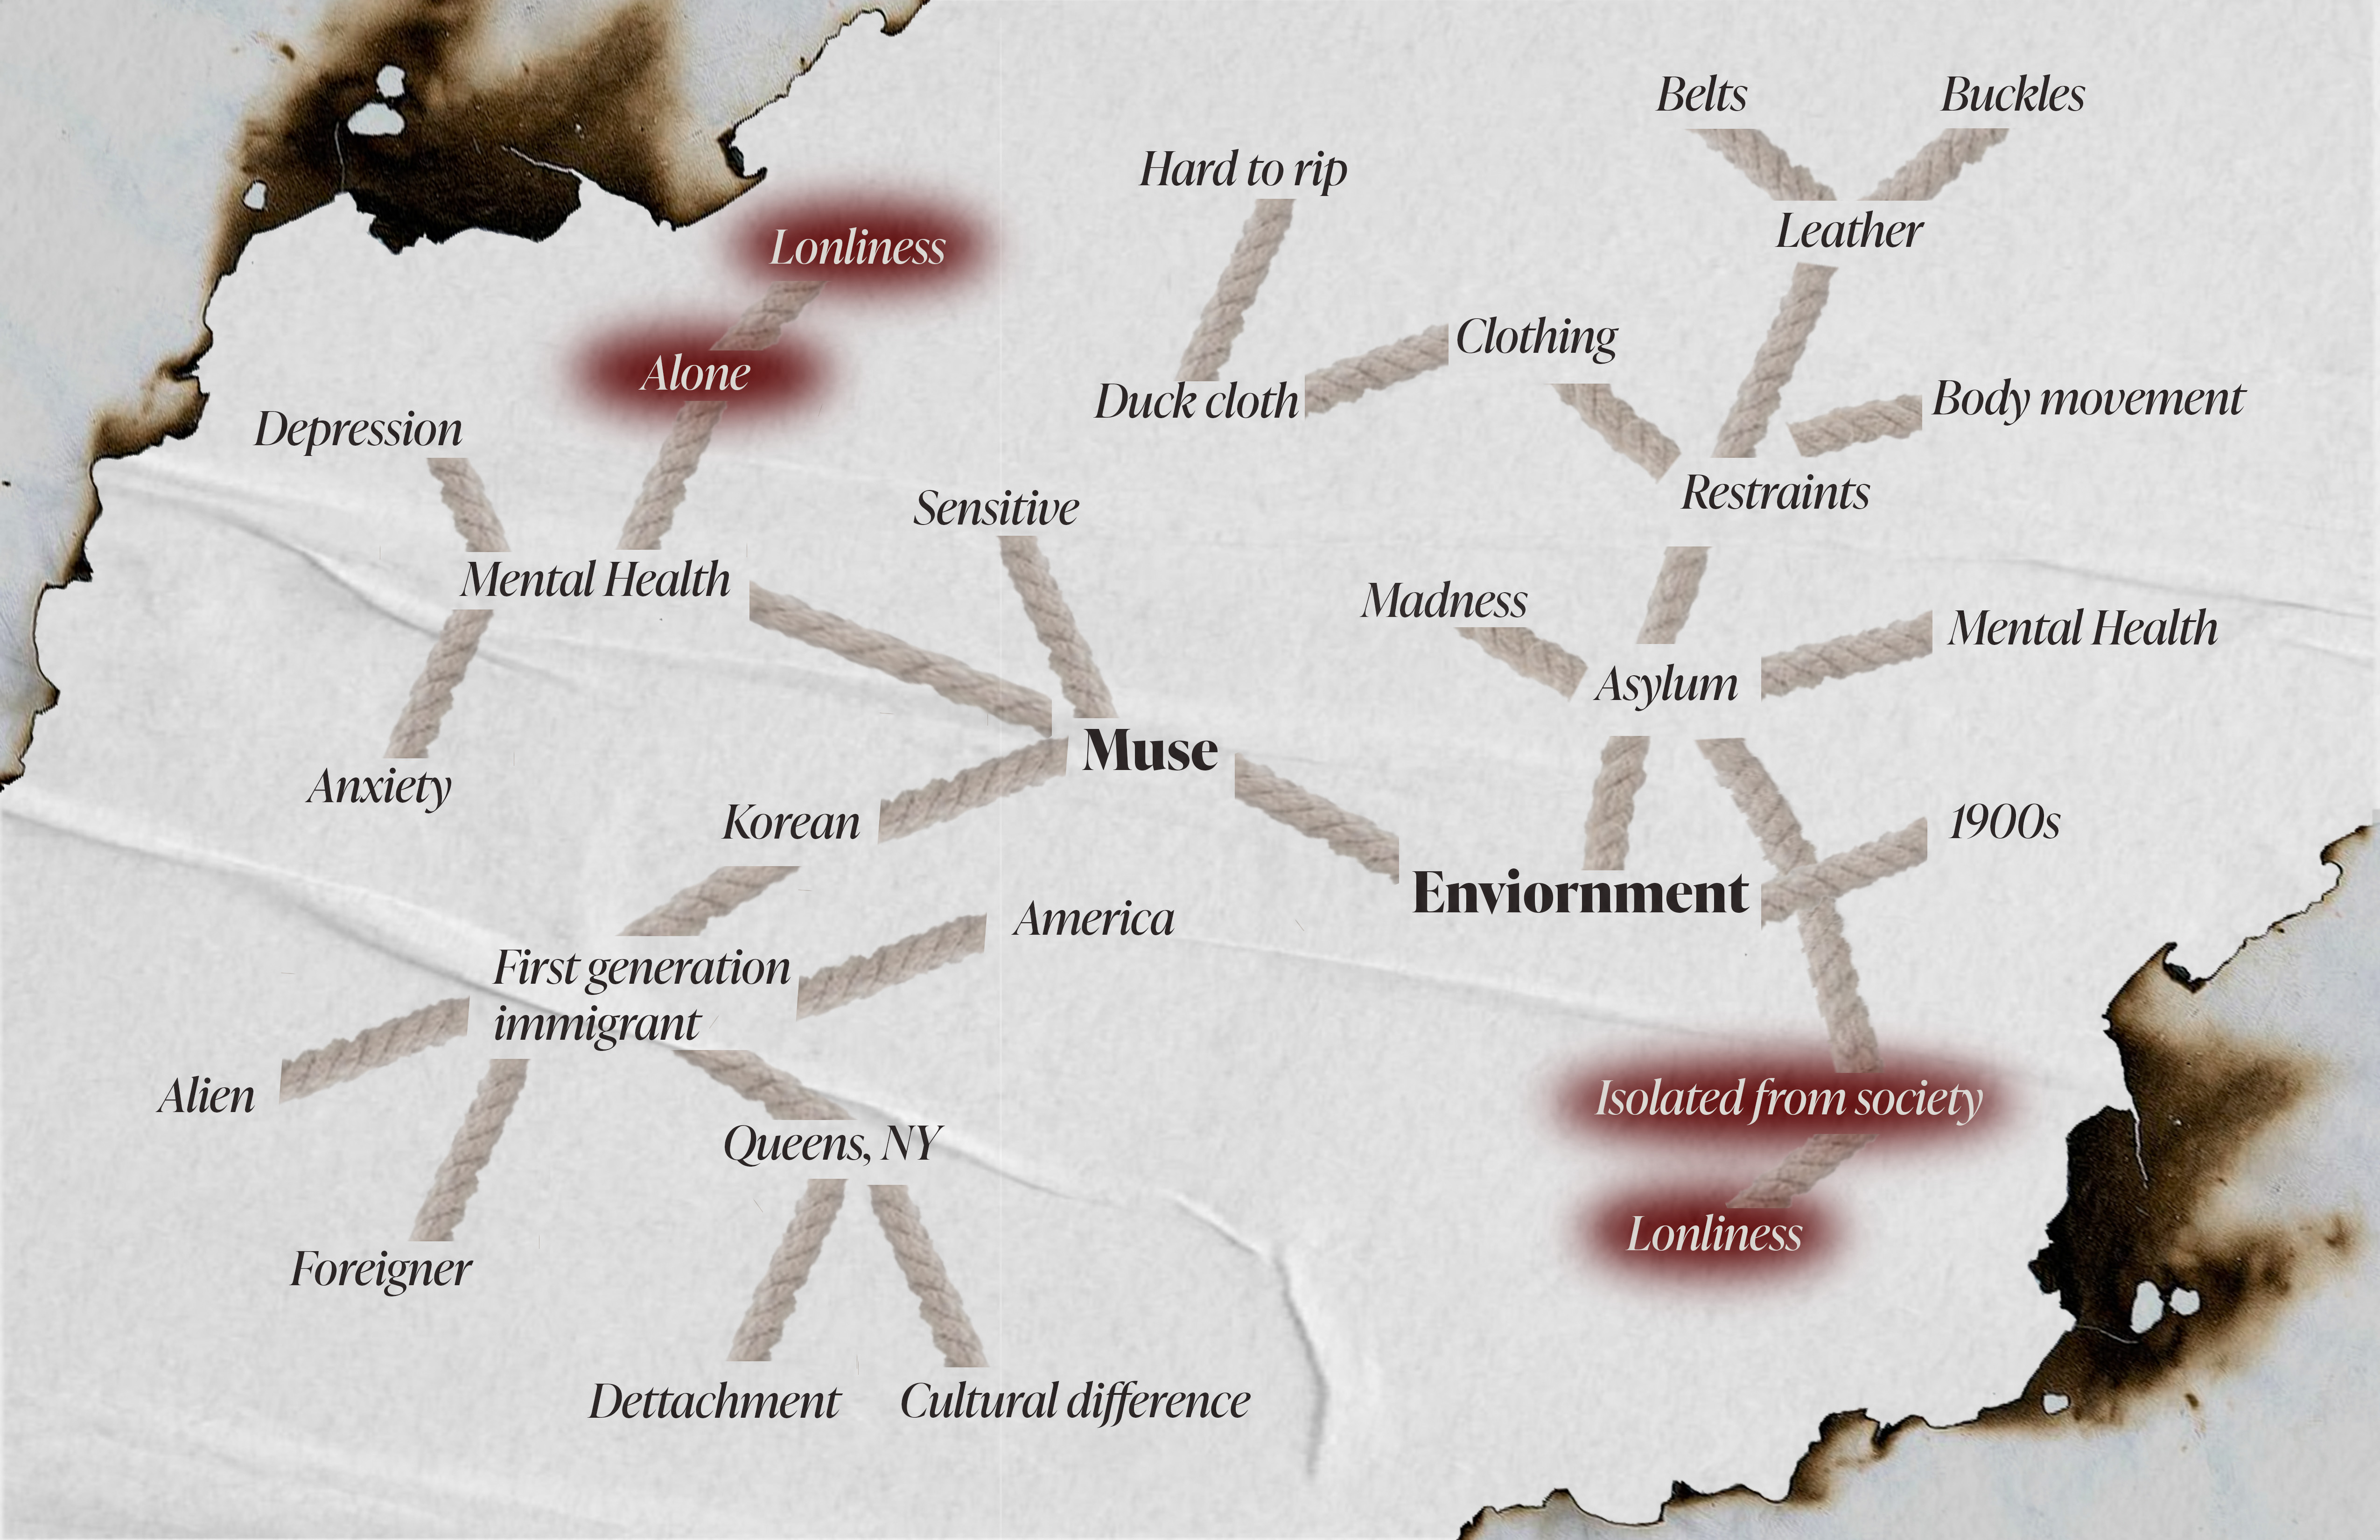 Belts
Buckles
Hard to rip
Leather
Lonliness
Clothing
Alone
Duck cloth
Body movement
Depression
Restraints
Sensitive
Mental Health
Madness
Mental Health
Asylum
Muse
Anxiety
Korean
1900s
Enviornment
America
First generation
immigrant
Alien
Isolated from society
Queens, NY
Lonliness
Foreigner
Dettachment
Cultural difference